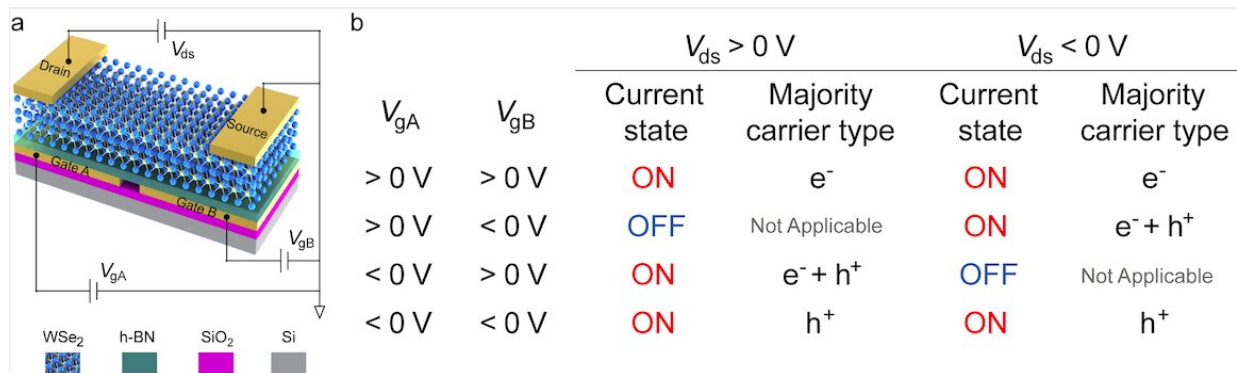 a
V_ds
Drain
Source
Gate A
Gate B
V_gB
V_gA
WSe₂ h-BN SiO₂ Si
b
V_ds > 0 V V_ds < 0 V
V_gA V_gB Current state Majority carrier type Current state Majority carrier type
> 0 V > 0 V ON e⁻ ON e⁻
> 0 V < 0 V OFF Not Applicable ON e⁻ + h⁺
< 0 V > 0 V ON e⁻ + h⁺ OFF Not Applicable
< 0 V < 0 V ON h⁺ ON h⁺